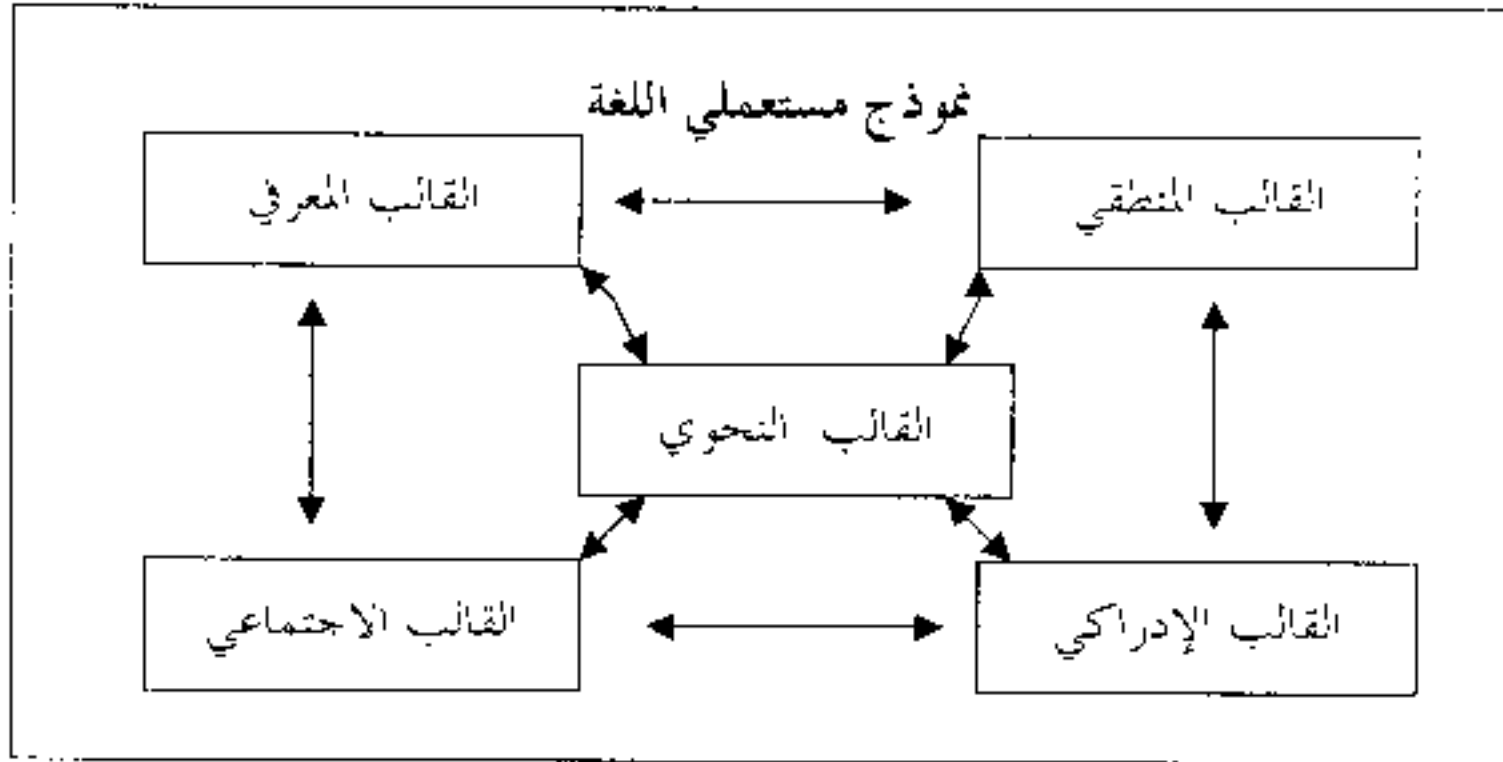 نموذج مستعملي اللغة
القالب المنطقي
القالب المعرفي
القالب النحوي
القالب الإدراكي
القالب الاجتماعي